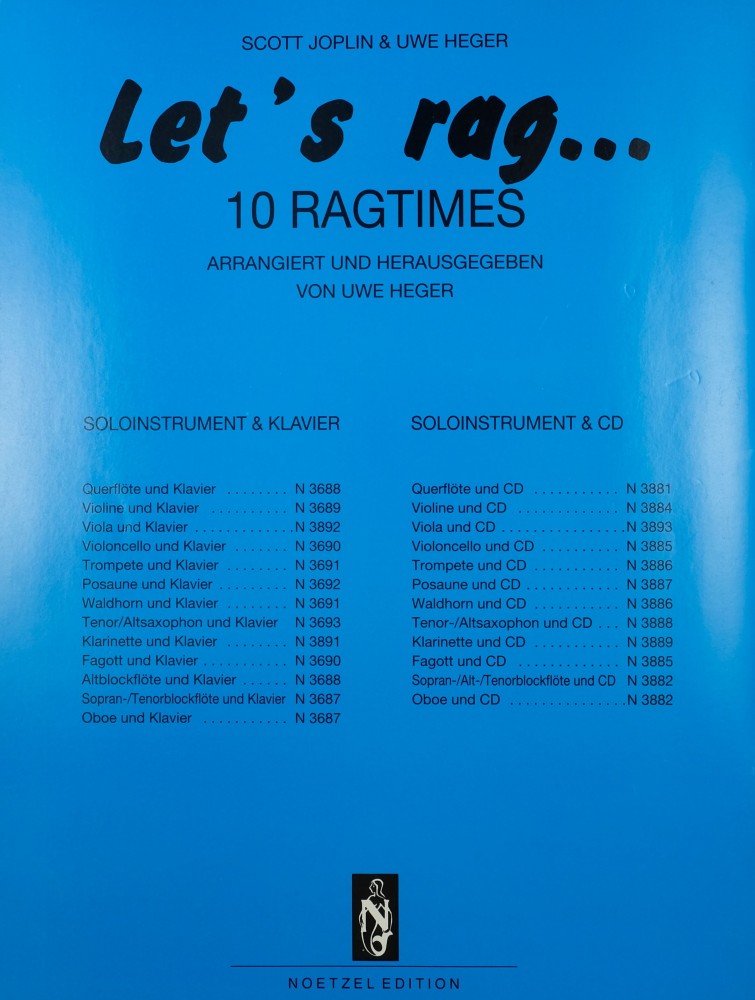 SCOTT JOPLIN & UWE HEGER
Let's rag...
10 RAGTIMES
ARRANGIERT UND HERAUSGEGEBEN
VON UWE HEGER
SOLOINSTRUMENT & KLAVIER
Querflöte und Klavier ........ N 3688
Violine und Klavier ......... N 3689
Viola und Klavier ............. N 3892
Violoncello und Klavier ....... N 3690
Trompete und Klavier ....... N 3691
Posaune und Klavier ......... N 3692
Waldhorn und Klavier ....... N 3691
Tenor/Altsaxophon und Klavier N 3693
Klarinette und Klavier ....... N 3891
Fagott und Klavier ........... N 3690
Altblockflöte und Klavier ...... N 3688
Sopran-/Tenorblockflöte und Klavier N 3687
Oboe und Klavier ........... N 3687
SOLOINSTRUMENT & CD
Querflöte und CD ........... N 3881
Violine und CD ............ N 3884
Viola und CD ................ N 3893
Violoncello und CD .......... N 3885
Trompete und CD ........... N 3886
Posaune und CD ............ N 3887
Waldhorn und CD ........... N 3886
Tenor-/Altsaxophon und CD ... N 3888
Klarinette und CD ........... N 3889
Fagott und CD ............. N 3885
Sopran-/Alt-/Tenorblockflöte und CD N 3882
Oboe und CD ............... N 3882
N
NOETZEL EDITION